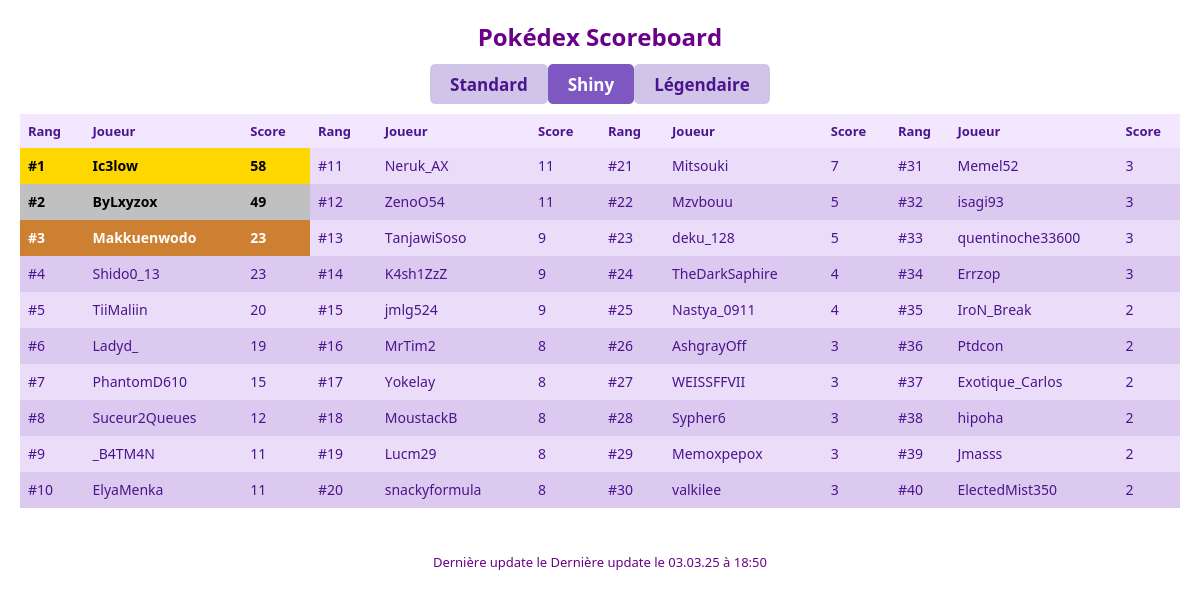 Pokédex Scoreboard
Standard Shiny Légendaire
Rang Joueur Score Rang Joueur Score Rang Joueur Score Rang Joueur Score
#1 Ic3low 58 #11 Neruk_AX 11 #21 Mitsouki 7 #31 Memel52 3
#2 ByLxyzox 49 #12 ZenoO54 11 #22 Mzvbouu 5 #32 isagi93 3
#3 Makkuenwodo 23 #13 TanjawiSoso 9 #23 deku_128 5 #33 quentinoche33600 3
#4 Shido0_13 23 #14 K4sh1ZzZ 9 #24 TheDarkSaphire 4 #34 Errzop 3
#5 TiiMaliin 20 #15 jmlg524 9 #25 Nastya_0911 4 #35 IroN_Break 2
#6 Ladyd_ 19 #16 MrTim2 8 #26 AshgrayOff 3 #36 Ptdcon 2
#7 PhantomD610 15 #17 Yokelay 8 #27 WEISSFFVII 3 #37 Exotique_Carlos 2
#8 Suceur2Queues 12 #18 MoustackB 8 #28 Sypher6 3 #38 hipoha 2
#9 _B4TM4N 11 #19 Lucm29 8 #29 Memoxpepox 3 #39 Jmasss 2
#10 ElyaMenka 11 #20 snackyformula 8 #30 valkilee 3 #40 ElectedMist350 2
Dernière update le Dernière update le 03.03.25 à 18:50